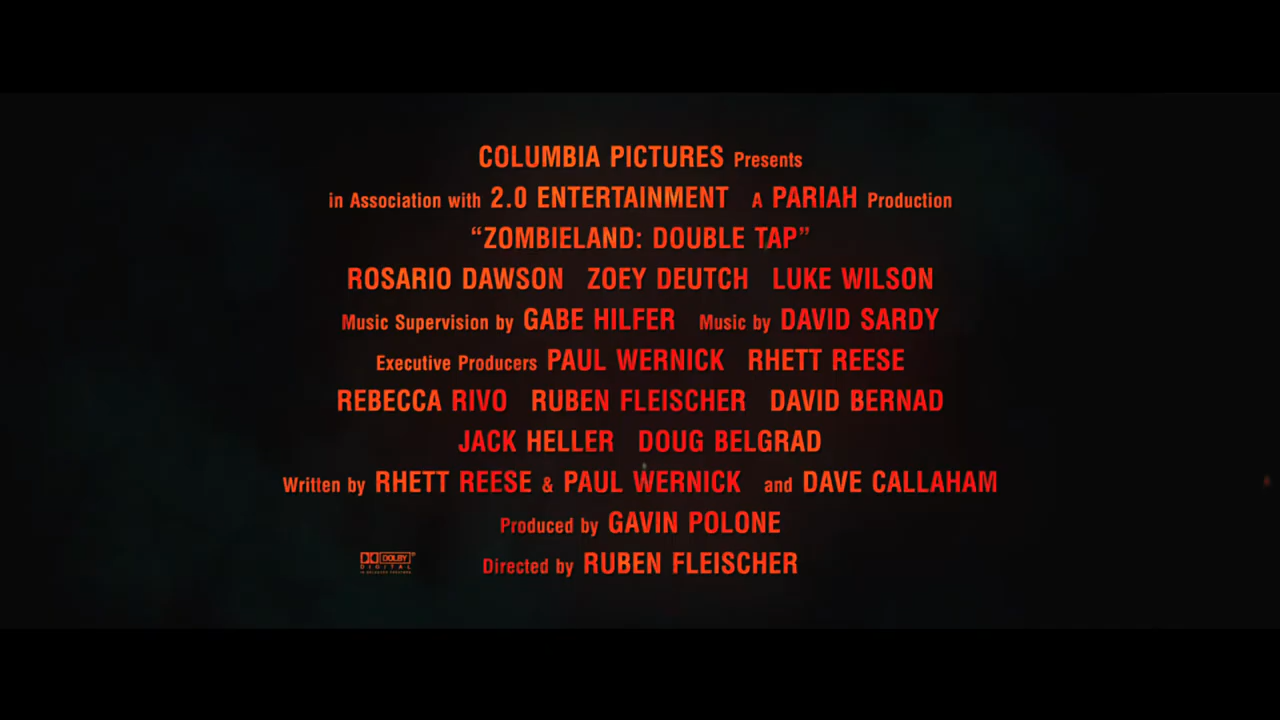 COLUMBIA PICTURES Presents
in Association with 2.0 ENTERTAINMENT A PARIAH Production
“ZOMBIELAND: DOUBLE TAP”
ROSARIO DAWSON ZOEY DEUTCH LUKE WILSON
Music Supervision by GABE HILFER Music by DAVID SARDY
Executive Producers PAUL WERNICK RHETT REESE
REBECCA RIVO RUBEN FLEISCHER DAVID BERNAD
JACK HELLER DOUG BELGRAD
Written by RHETT REESE & PAUL WERNICK and DAVE CALLAHAM
Produced by GAVIN POLONE
Directed by RUBEN FLEISCHER
DOLBY
DIGITAL